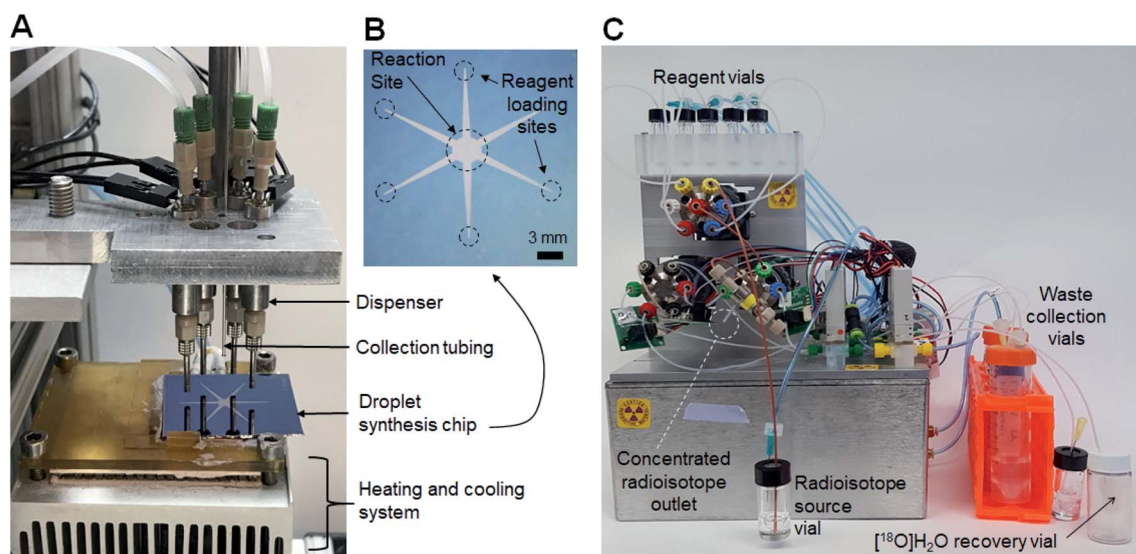 A
B
C
Reaction
Site
Reagent
loading
sites
3 mm
Dispenser
Collection tubing
Droplet
synthesis chip
Heating and cooling
system
Reagent vials
Waste
collection
vials
Concentrated
radioisotope
outlet
Radioisotope
source
vial
[¹⁸O]H₂O recovery vial